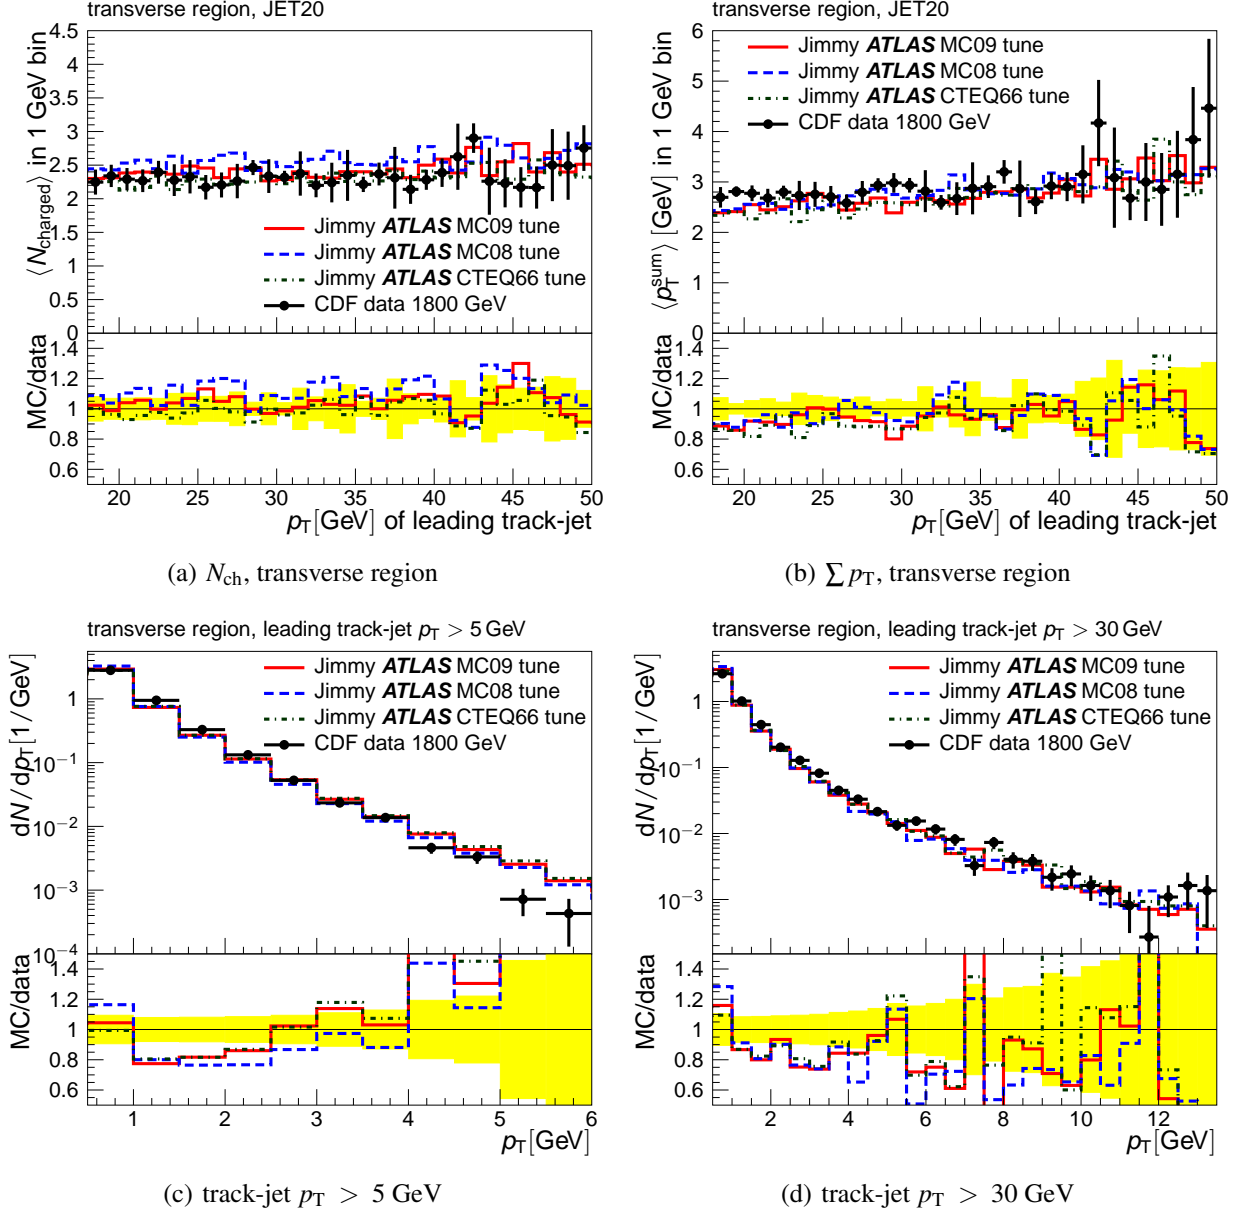 transverse region, JET20
⟨N_charged⟩ in 1 GeV bin
4.5
4
3.5
3
2.5
2
1.5
1
0.5
0
Jimmy ATLAS MC09 tune
Jimmy ATLAS MC08 tune
Jimmy ATLAS CTEQ66 tune
CDF data 1800 GeV
MC/data
1.4
1.2
1
0.8
0.6
20 25 30 35 40 45 50
p_T [GeV] of leading track-jet
(a) N_ch, transverse region
transverse region, JET20
⟨p_T^sum⟩ [GeV] in 1 GeV bin
6
5
4
3
2
1
0
Jimmy ATLAS MC09 tune
Jimmy ATLAS MC08 tune
Jimmy ATLAS CTEQ66 tune
CDF data 1800 GeV
MC/data
1.4
1.2
1
0.8
0.6
20 25 30 35 40 45 50
p_T [GeV] of leading track-jet
(b) ∑ p_T, transverse region
transverse region, leading track-jet p_T > 5 GeV
dN / dp_T [1 / GeV]
1
10^−1
10^−2
10^−3
10^−4
Jimmy ATLAS MC09 tune
Jimmy ATLAS MC08 tune
Jimmy ATLAS CTEQ66 tune
CDF data 1800 GeV
MC/data
1.4
1.2
1
0.8
0.6
1 2 3 4 5 6
p_T [GeV]
(c) track-jet p_T > 5 GeV
transverse region, leading track-jet p_T > 30 GeV
dN / dp_T [1 / GeV]
1
10^−1
10^−2
10^−3
Jimmy ATLAS MC09 tune
Jimmy ATLAS MC08 tune
Jimmy ATLAS CTEQ66 tune
CDF data 1800 GeV
MC/data
1.4
1.2
1
0.8
0.6
2 4 6 8 10 12
p_T [GeV]
(d) track-jet p_T > 30 GeV